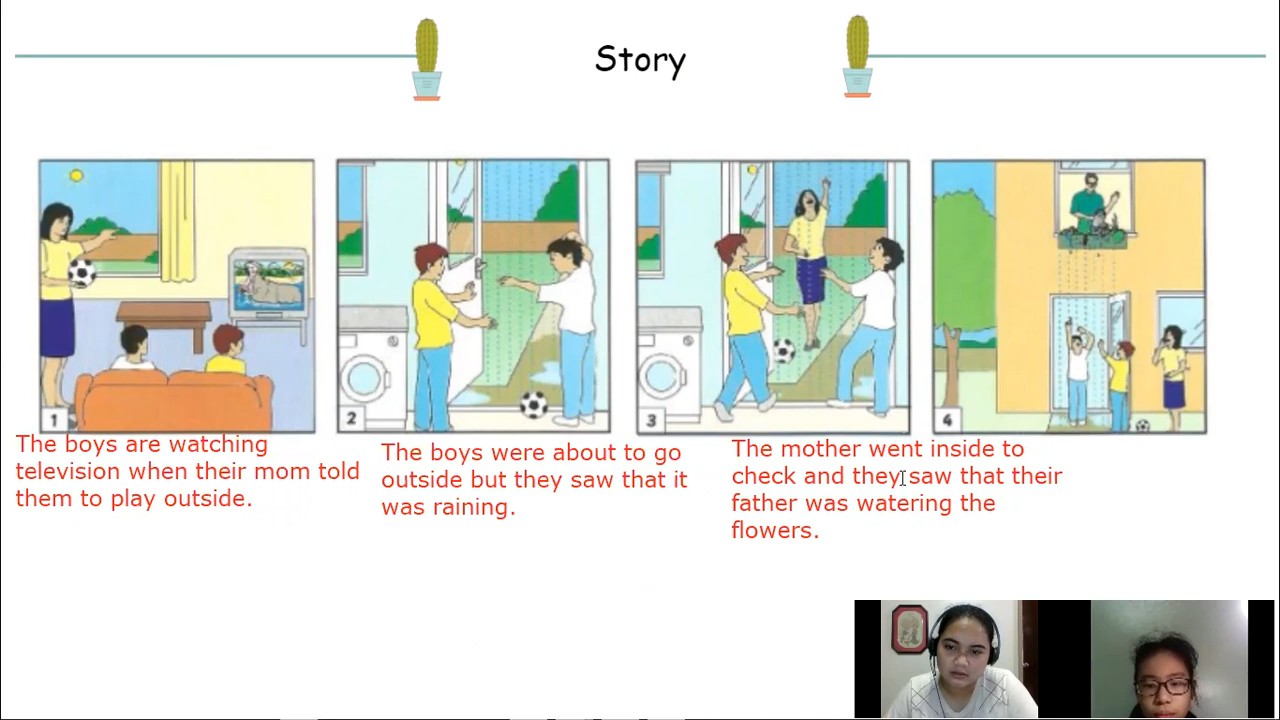 Story
1
2
3
4
The boys are watching
television when their mom told
them to play outside.
The boys were about to go
outside but they saw that it
was raining.
The mother went inside to
check and they saw that their
father was watering the
flowers.